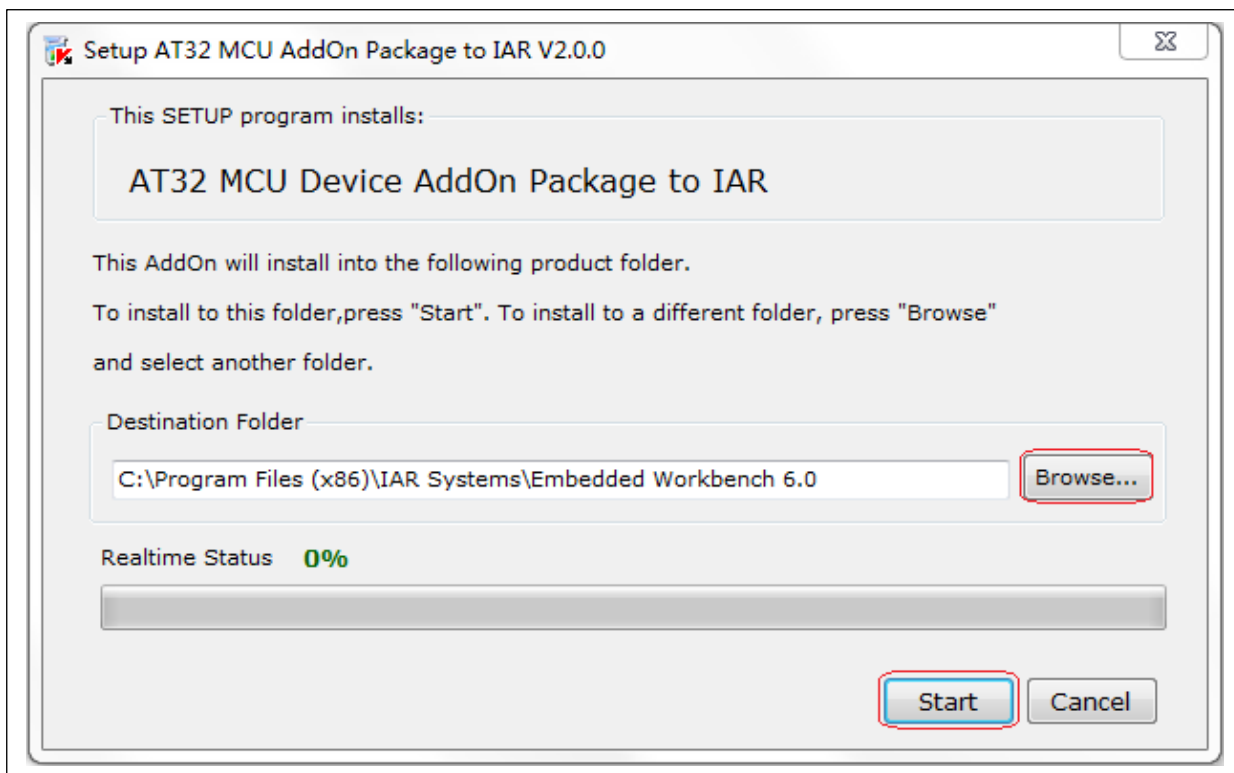 Setup AT32 MCU AddOn Package to IAR V2.0.0
This SETUP program installs:
AT32 MCU Device AddOn Package to IAR
This AddOn will install into the following product folder.
To install to this folder,press "Start". To install to a different folder, press "Browse"
and select another folder.
Destination Folder
C:\Program Files (x86)\IAR Systems\Embedded Workbench 6.0
Browse...
Realtime Status 0%
Start Cancel